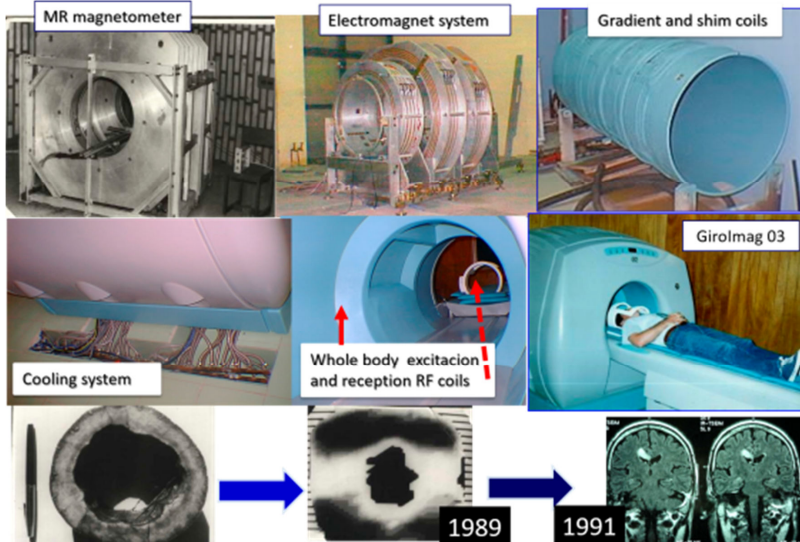 MR magnetometer
Electromagnet system
Gradient and shim coils
Cooling system
Whole body excitacion
and reception RF coils
Girolmag 03
1989
1991